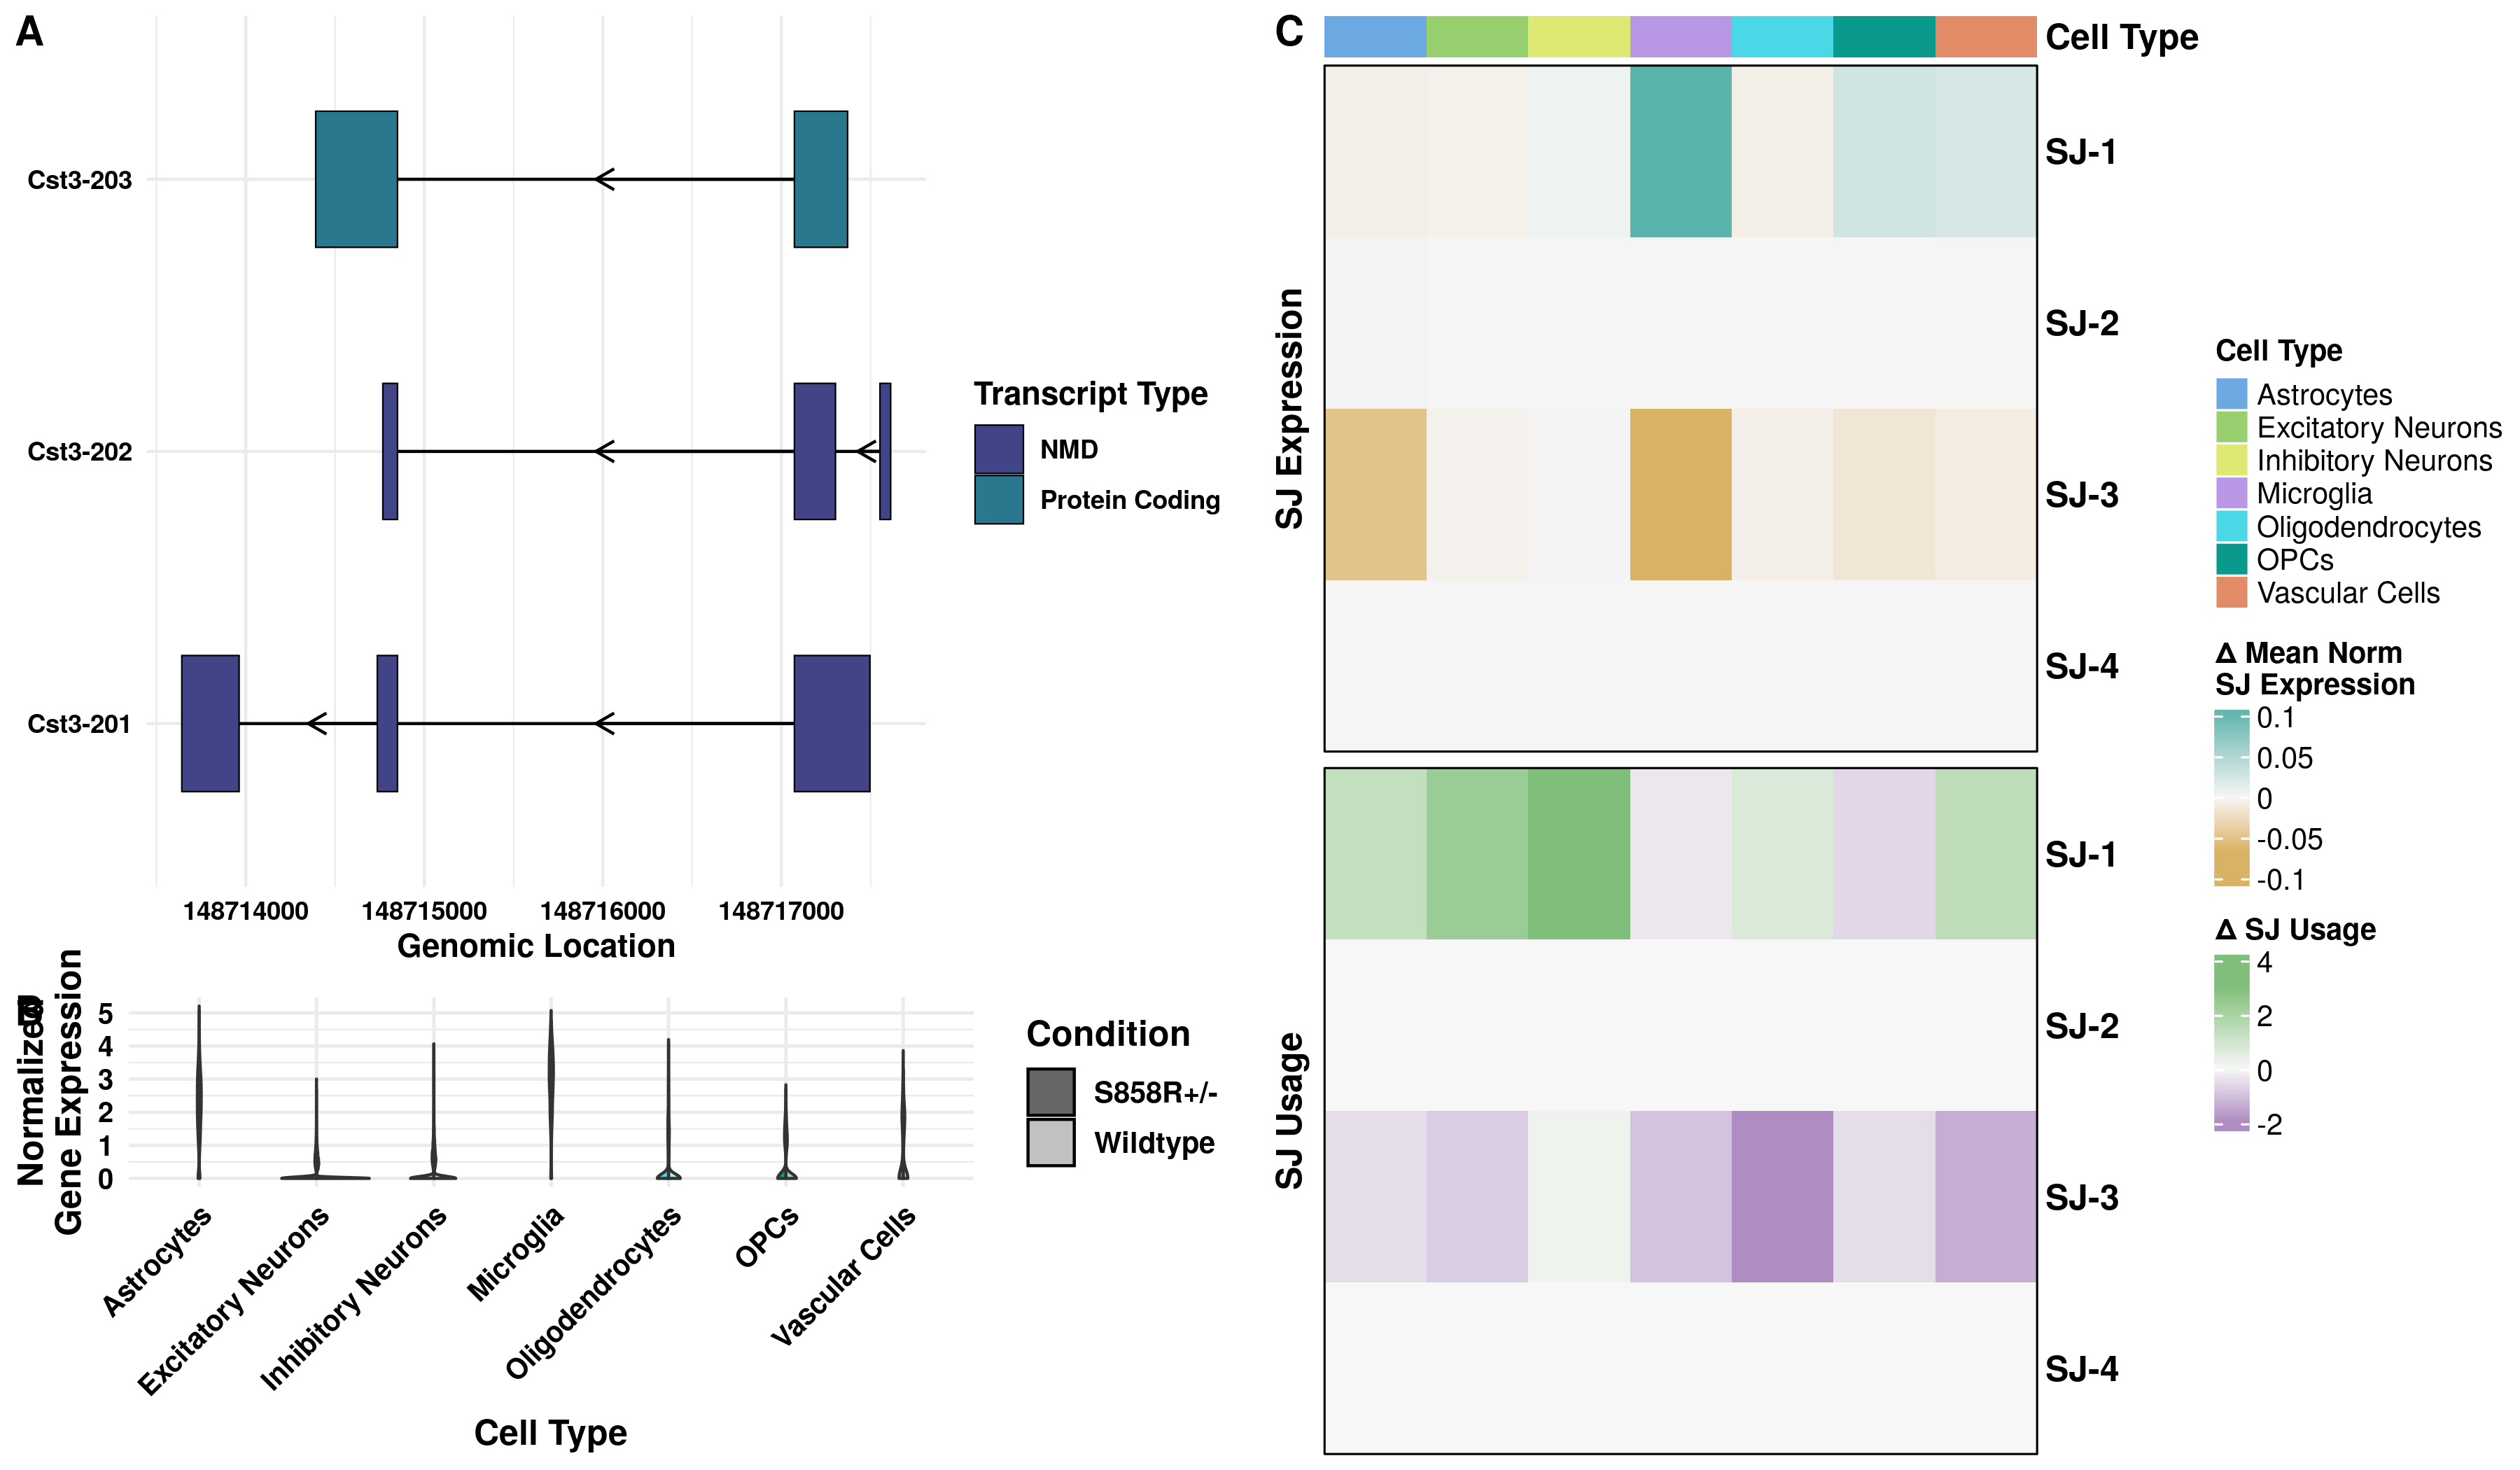 A
Cst3-203
Cst3-202
Cst3-201
148714000
148715000
148716000
148717000
Genomic Location
Transcript Type
NMD
Protein Coding
Normalized
Gene Expression
5
4
3
2
1
0
Astrocytes
Excitatory Neurons
Inhibitory Neurons
Microglia
Oligodendrocytes
OPCs
Vascular Cells
Cell Type
Condition
S858R+/-
Wildtype
C
Cell Type
SJ Expression
SJ-1
SJ-2
SJ-3
SJ-4
SJ Usage
SJ-1
SJ-2
SJ-3
SJ-4
Cell Type
Astrocytes
Excitatory Neurons
Inhibitory Neurons
Microglia
Oligodendrocytes
OPCs
Vascular Cells
Δ Mean Norm
SJ Expression
0.1
0.05
0
-0.05
-0.1
Δ SJ Usage
4
2
0
-2